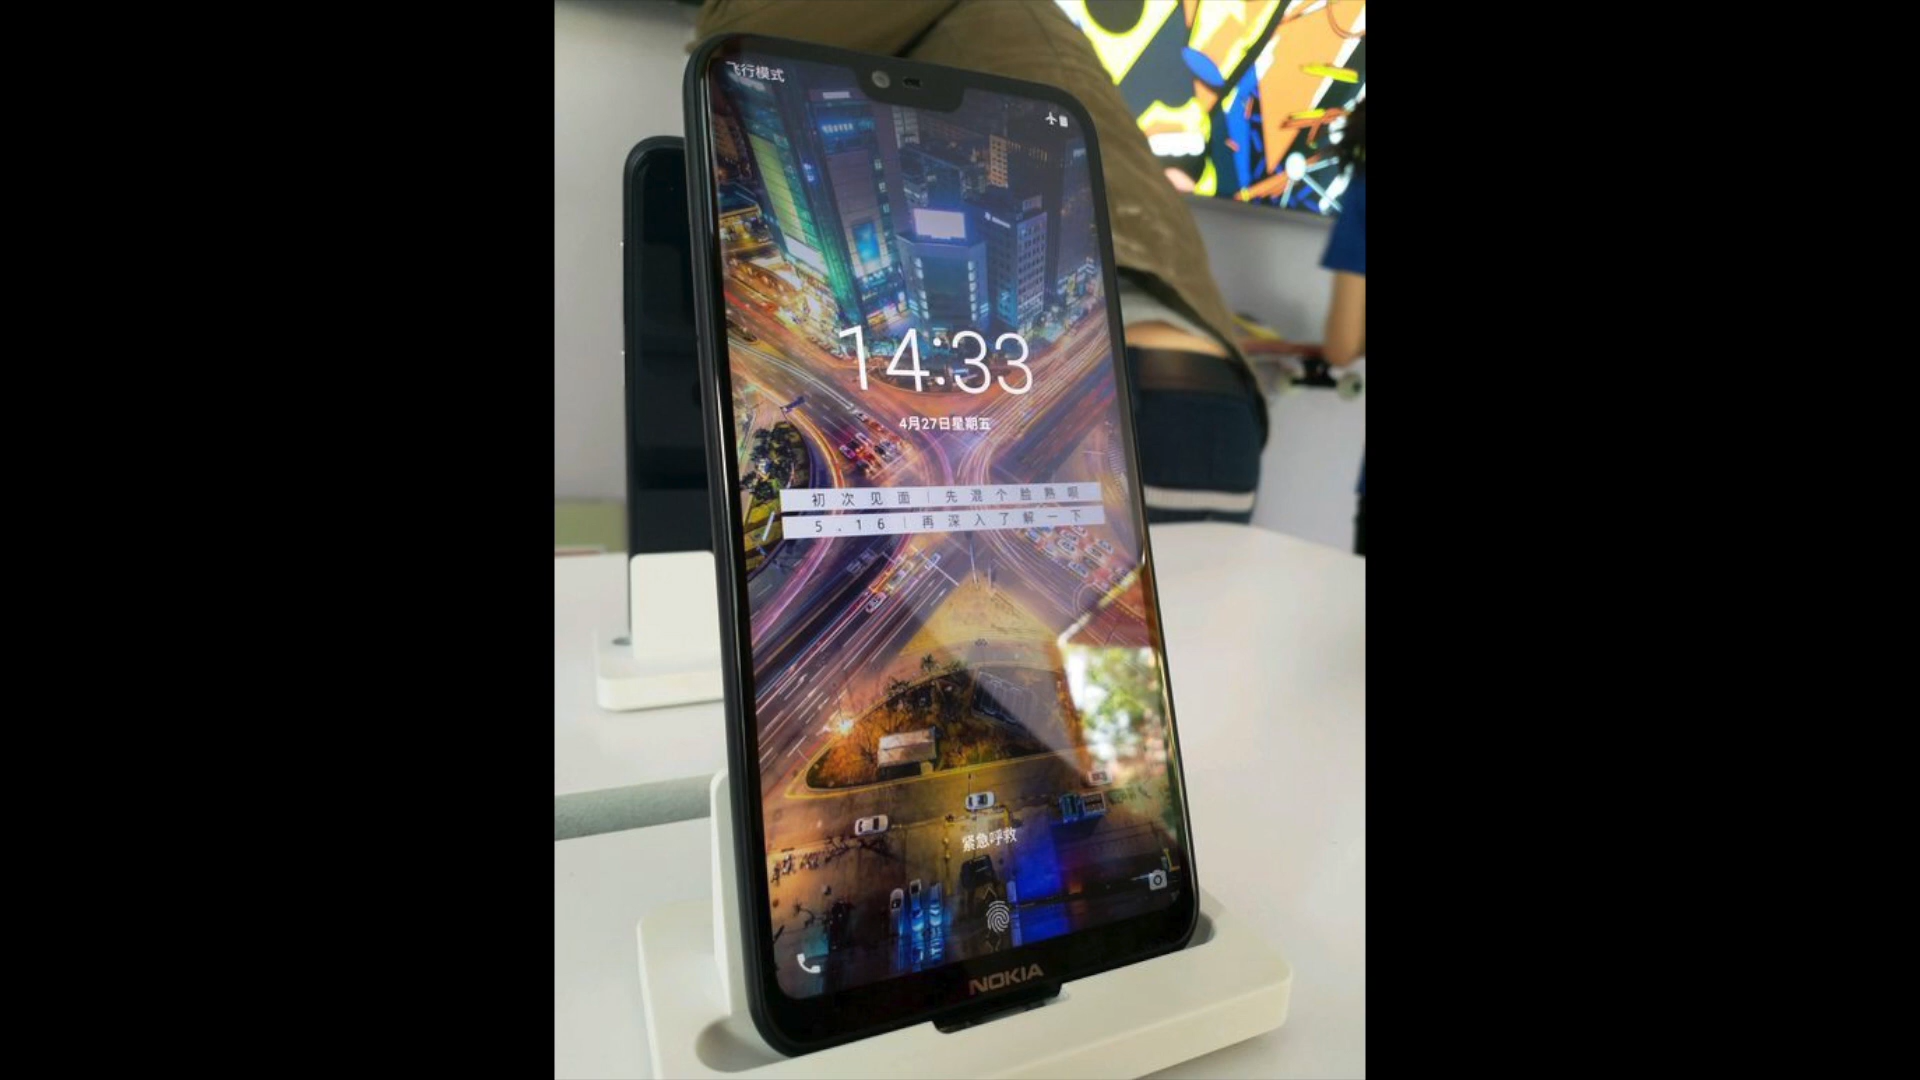 飞行模式
14:33
4月27日星期五
初次见面|先混个脸熟呗
5.16|再深入了解一下
紧急呼救
NOKIA